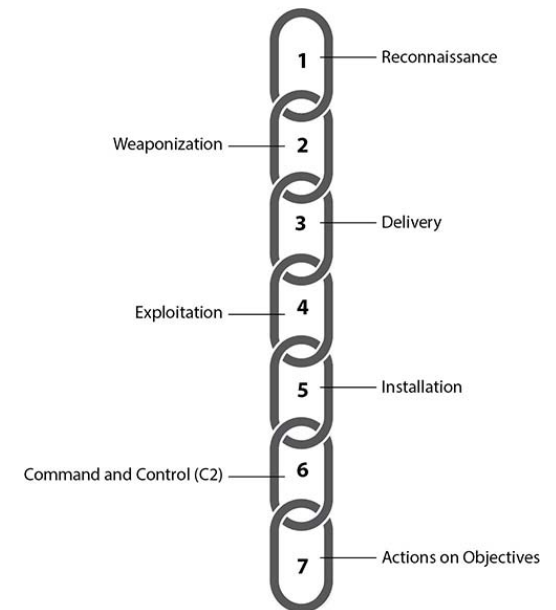 1
Reconnaissance
Weaponization
2
3
Delivery
Exploitation
4
5
Installation
Command and Control (C2)
6
7
Actions on Objectives